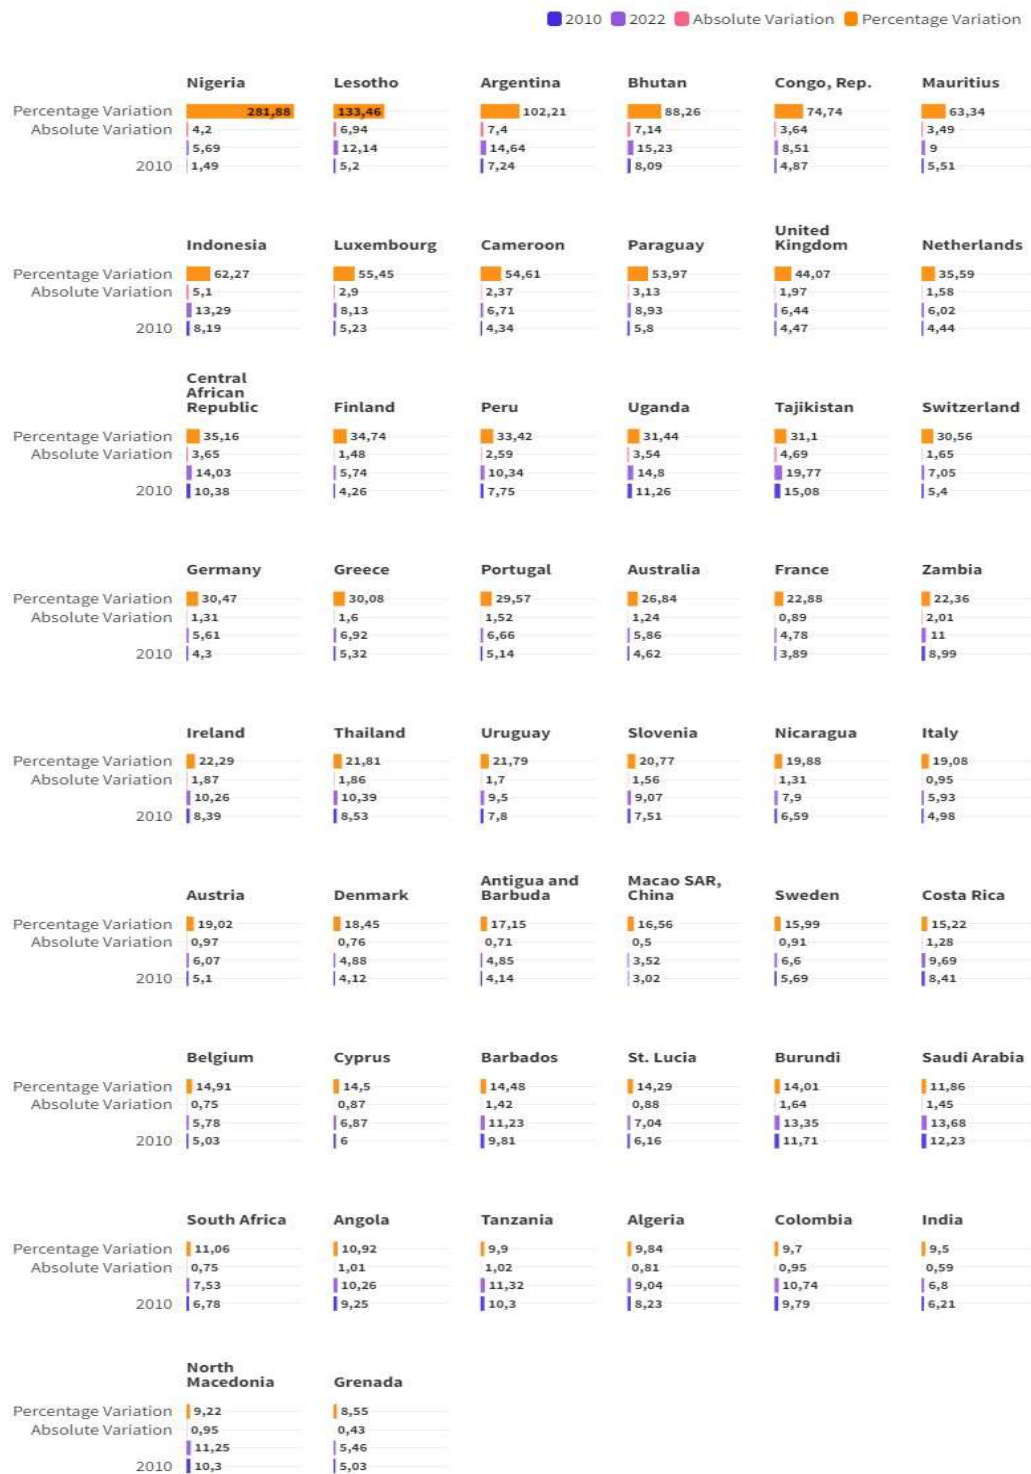 2010 2022 Absolute Variation Percentage Variation
Nigeria Lesotho Argentina Bhutan Congo, Rep. Mauritius
Percentage Variation 281,88 133,46 102,21 88,26 74,74 63,34
Absolute Variation 4,2 6,94 7,4 7,14 3,64 3,49
5,69 12,14 14,64 15,23 8,51 9
2010 1,49 5,2 7,24 8,09 4,87 5,51
United
Indonesia Luxembourg Cameroon Paraguay Kingdom Netherlands
Percentage Variation 62,27 55,45 54,61 53,97 44,07 35,59
Absolute Variation 5,1 2,9 2,37 3,13 1,97 1,58
13,29 8,13 6,71 8,93 6,44 6,02
2010 8,19 5,23 4,34 5,8 4,47 4,44
Central
African
Republic Finland Peru Uganda Tajikistan Switzerland
Percentage Variation 35,16 34,74 33,42 31,44 31,1 30,56
Absolute Variation 3,65 1,48 2,59 3,54 4,69 1,65
14,03 5,74 10,34 14,8 19,77 7,05
2010 10,38 4,26 7,75 11,26 15,08 5,4
Germany Greece Portugal Australia France Zambia
Percentage Variation 30,47 30,08 29,57 26,84 22,88 22,36
Absolute Variation 1,31 1,6 1,52 1,24 0,89 2,01
5,61 6,92 6,66 5,86 4,78 11
2010 4,3 5,32 5,14 4,62 3,89 8,99
Ireland Thailand Uruguay Slovenia Nicaragua Italy
Percentage Variation 22,29 21,81 21,79 20,77 19,88 19,08
Absolute Variation 1,87 1,86 1,7 1,56 1,31 0,95
10,26 10,39 9,5 9,07 7,9 5,93
2010 8,39 8,53 7,8 7,51 6,59 4,98
Antigua and Macao SAR,
Austria Denmark Barbuda China Sweden Costa Rica
Percentage Variation 19,02 18,45 17,15 16,56 15,99 15,22
Absolute Variation 0,97 0,76 0,71 0,5 0,91 1,28
6,07 4,88 4,85 3,52 6,6 9,69
2010 5,1 4,12 4,14 3,02 5,69 8,41
Belgium Cyprus Barbados St. Lucia Burundi Saudi Arabia
Percentage Variation 14,91 14,5 14,48 14,29 14,01 11,86
Absolute Variation 0,75 0,87 1,42 0,88 1,64 1,45
5,78 6,87 11,23 7,04 13,35 13,68
2010 5,03 6 9,81 6,16 11,71 12,23
South Africa Angola Tanzania Algeria Colombia India
Percentage Variation 11,06 10,92 9,9 9,84 9,7 9,5
Absolute Variation 0,75 1,01 1,02 0,81 0,95 0,59
7,53 10,26 11,32 9,04 10,74 6,8
2010 6,78 9,25 10,3 8,23 9,79 6,21
North
Macedonia Grenada
Percentage Variation 9,22 8,55
Absolute Variation 0,95 0,43
11,25 5,46
2010 10,3 5,03